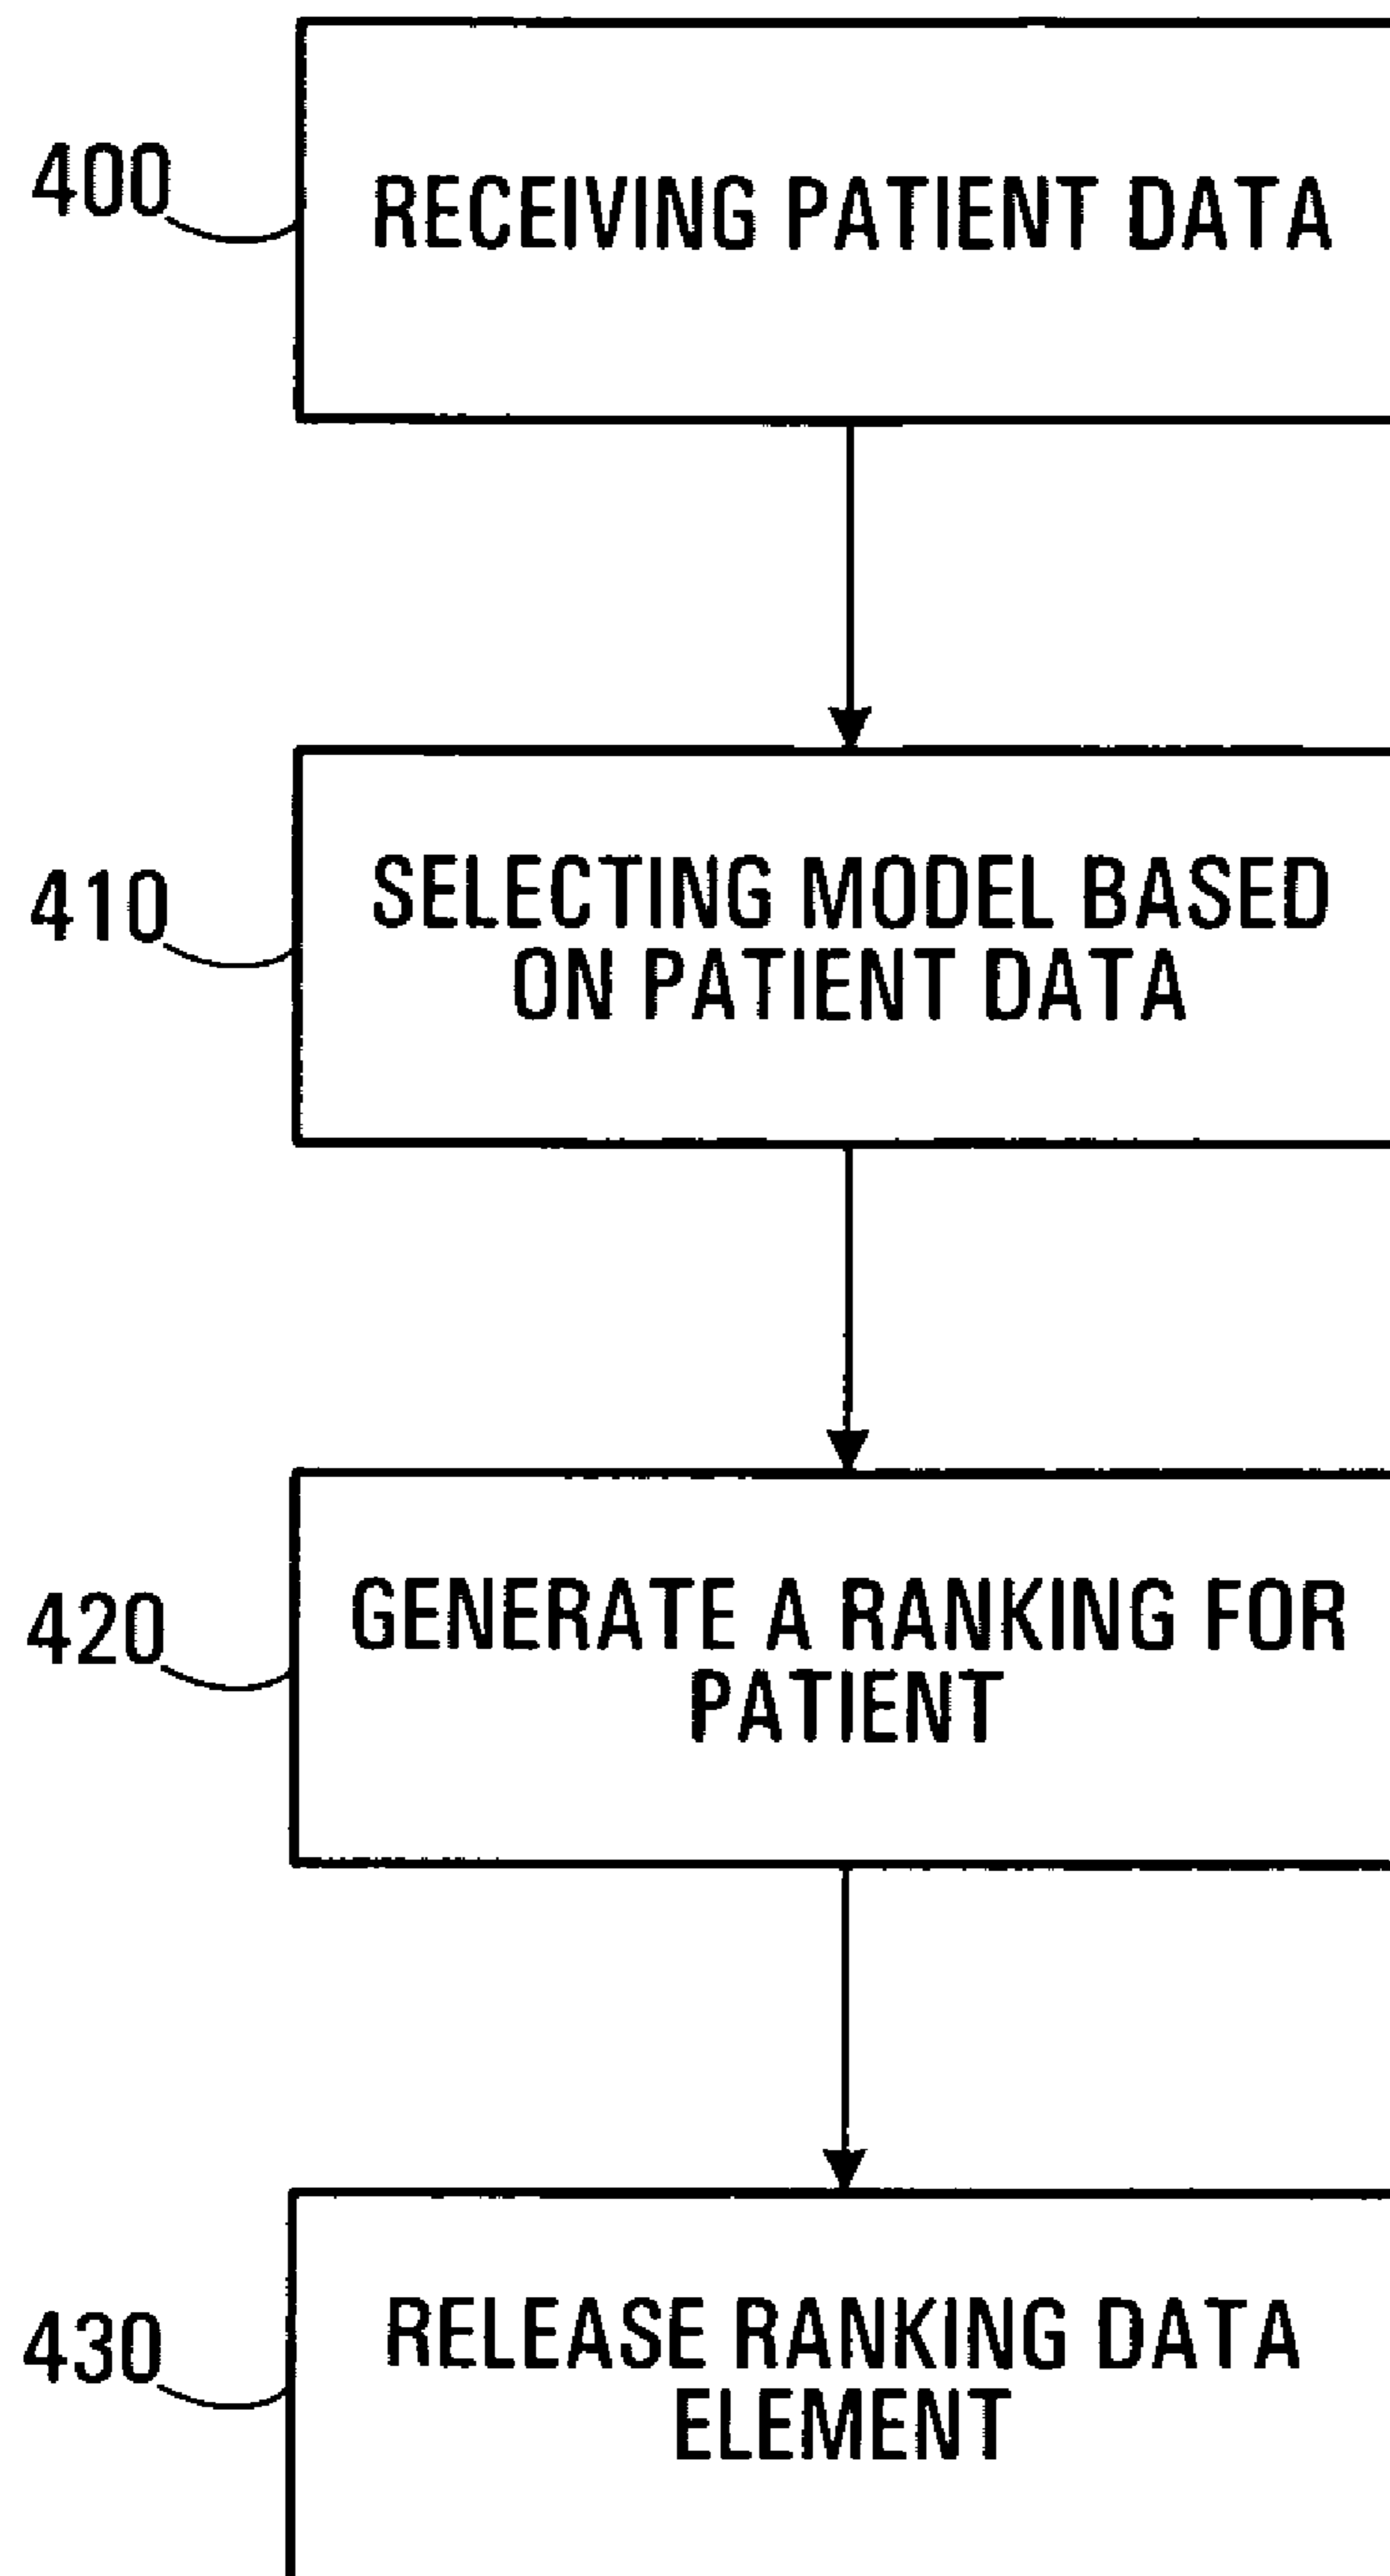 400
RECEIVING PATIENT DATA
410
SELECTING MODEL BASED
ON PATIENT DATA
420
GENERATE A RANKING FOR
PATIENT
430
RELEASE RANKING DATA
ELEMENT